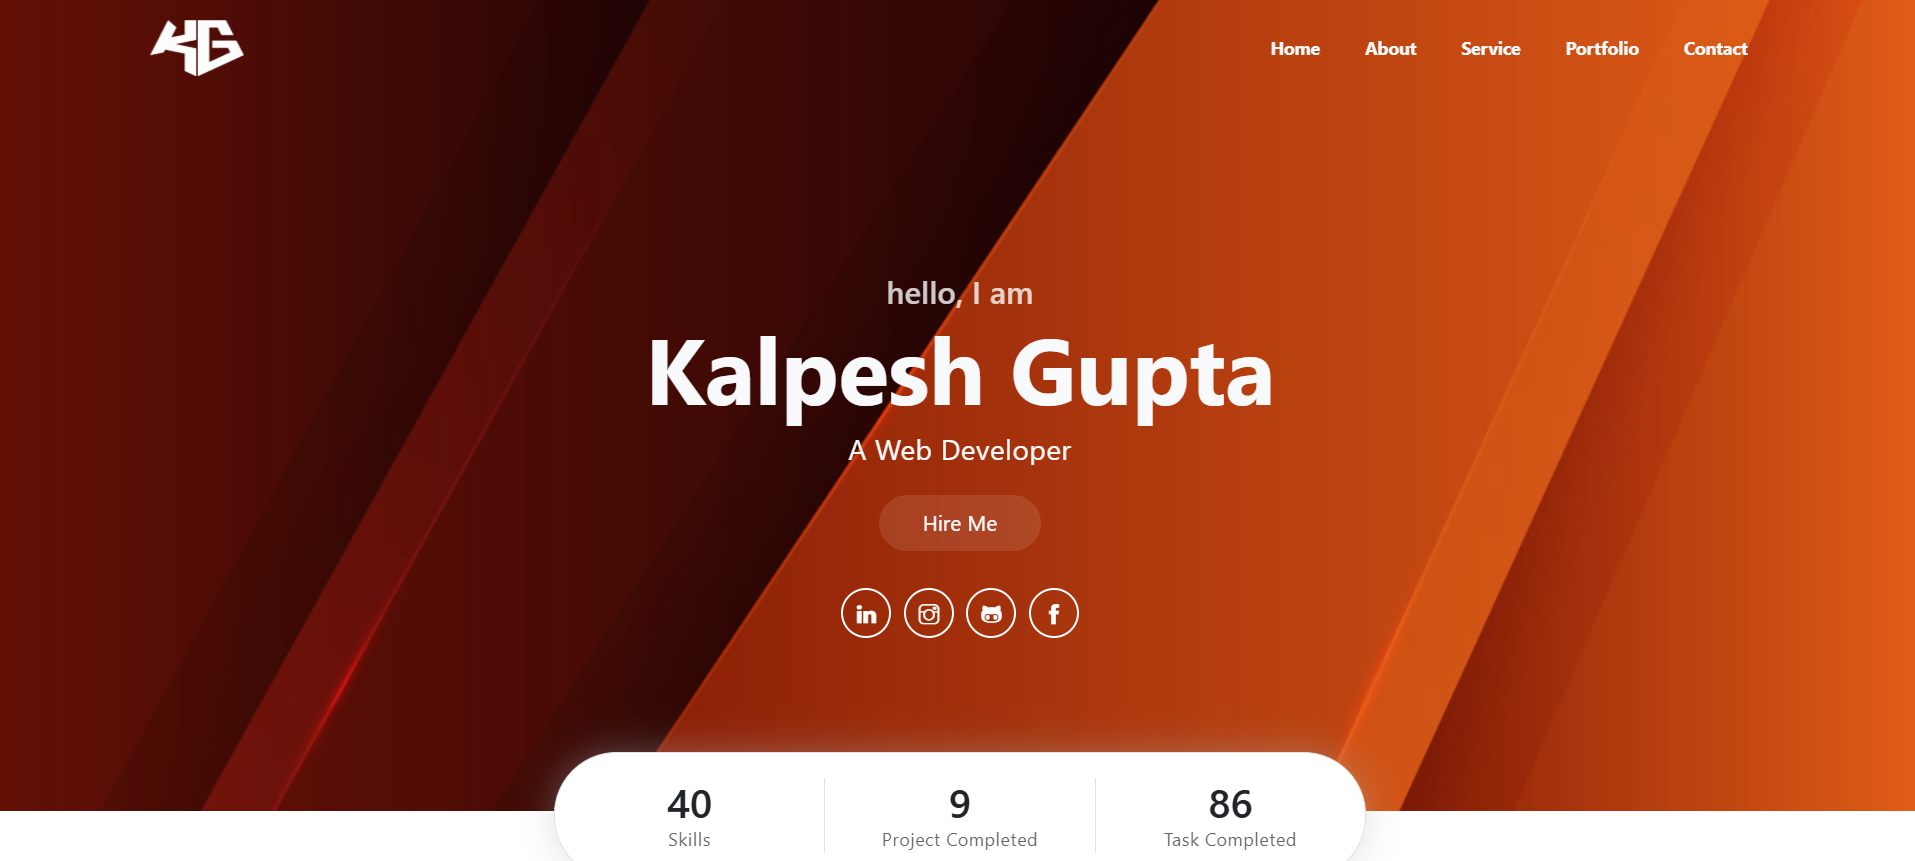 KG
Home About Service Portfolio Contact
hello, I am
Kalpesh Gupta
A Web Developer
Hire Me
in f
40 9 86
Skills Project Completed Task Completed